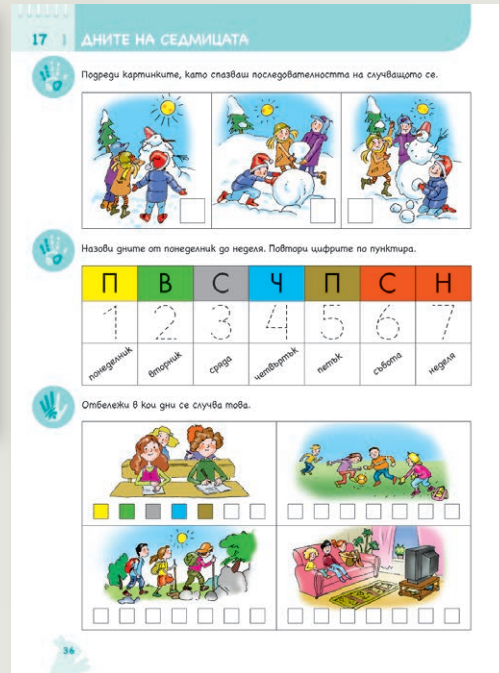 17 ДНИТЕ НА СЕДМИЦАТА
Подреди картинките, като спазваш последователността на случващото се.
Назови дните от понеделник до неделя. Повтори цифрите по пунктира.
П В С Ч П С Н
1 2 3 4 5 6 7
понеделник вторник сряда четвъртък петък събота неделя
Отбележи в кои дни се случва това.
36